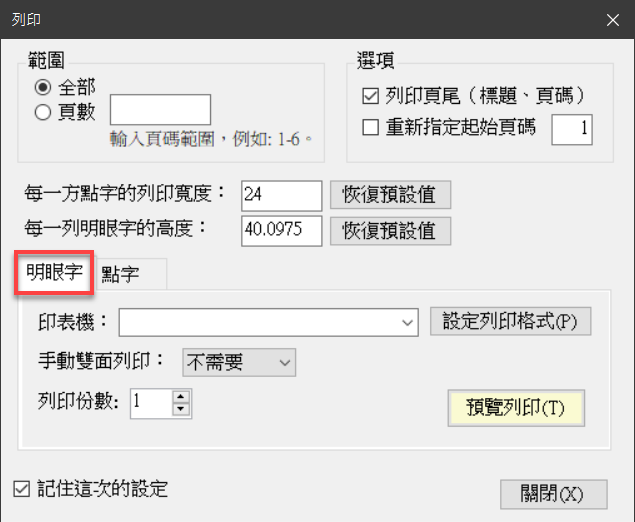 列印
範圍
全部
頁數
輸入頁碼範圍，例如: 1-6。
選項
列印頁尾（標題、頁碼）
重新指定起始頁碼 1
每一方點字的列印寬度： 24 恢復預設值
每一列明眼字的高度： 40.0975 恢復預設值
明眼字 點字
印表機： 設定列印格式(P)
手動雙面列印： 不需要
列印份數: 1
預覽列印(T)
記住這次的設定
關閉(X)